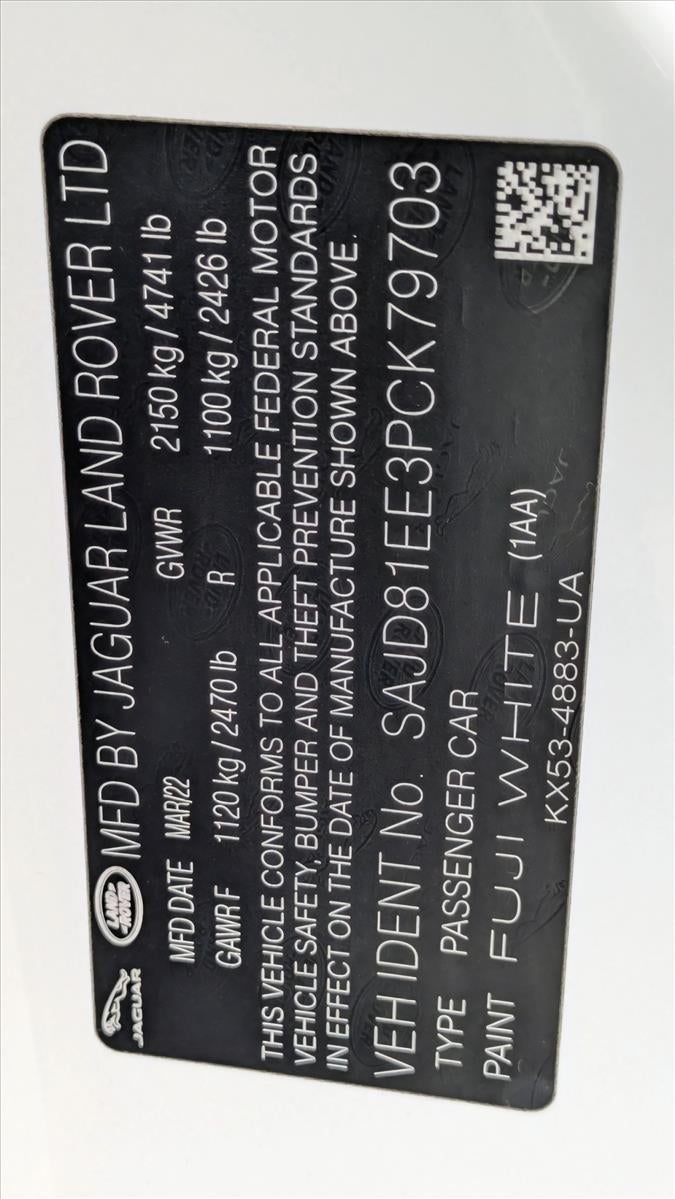 JAGUAR LAND ROVER MFD BY JAGUAR LAND ROVER LTD
MFD DATE MAR/22 GVWR 2150 kg / 4741 lb
GAWR F 1120 kg / 2470 lb R 1100 kg / 2426 lb
THIS VEHICLE CONFORMS TO ALL APPLICABLE FEDERAL MOTOR
VEHICLE SAFETY BUMPER AND THEFT PREVENTION STANDARDS
IN EFFECT ON THE DATE OF MANUFACTURE SHOWN ABOVE.
VEH IDENT No. SAJD81EE3PCK79703
TYPE PASSENGER CAR
PAINT FUJI WHITE (1AA)
KX53-4883-UA